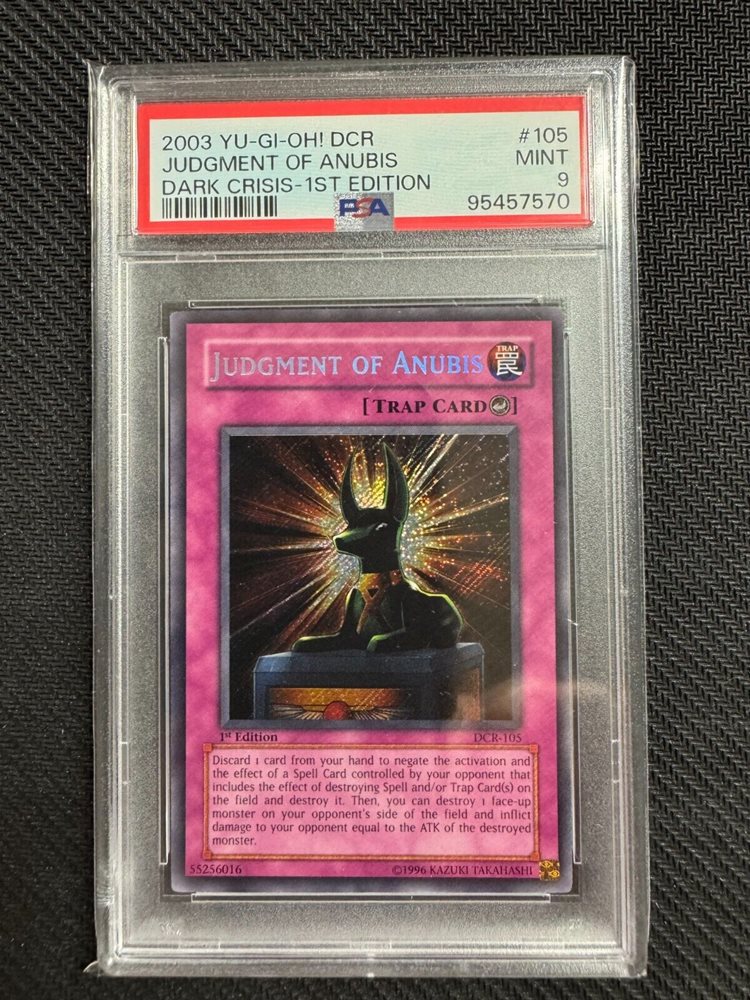 2003 YU-GI-OH! DCR #105
JUDGMENT OF ANUBIS MINT
DARK CRISIS-1ST EDITION 9
PSA 95457570
JUDGMENT OF ANUBIS TRAP 罠
[TRAP CARD]
1st Edition DCR-105
Discard 1 card from your hand to negate the activation and
the effect of a Spell Card controlled by your opponent that
includes the effect of destroying Spell and/or Trap Card(s) on
the field and destroy it. Then, you can destroy 1 face-up
monster on your opponent's side of the field and inflict
damage to your opponent equal to the ATK of the destroyed
monster.
55256016 ©1996 KAZUKI TAKAHASHI